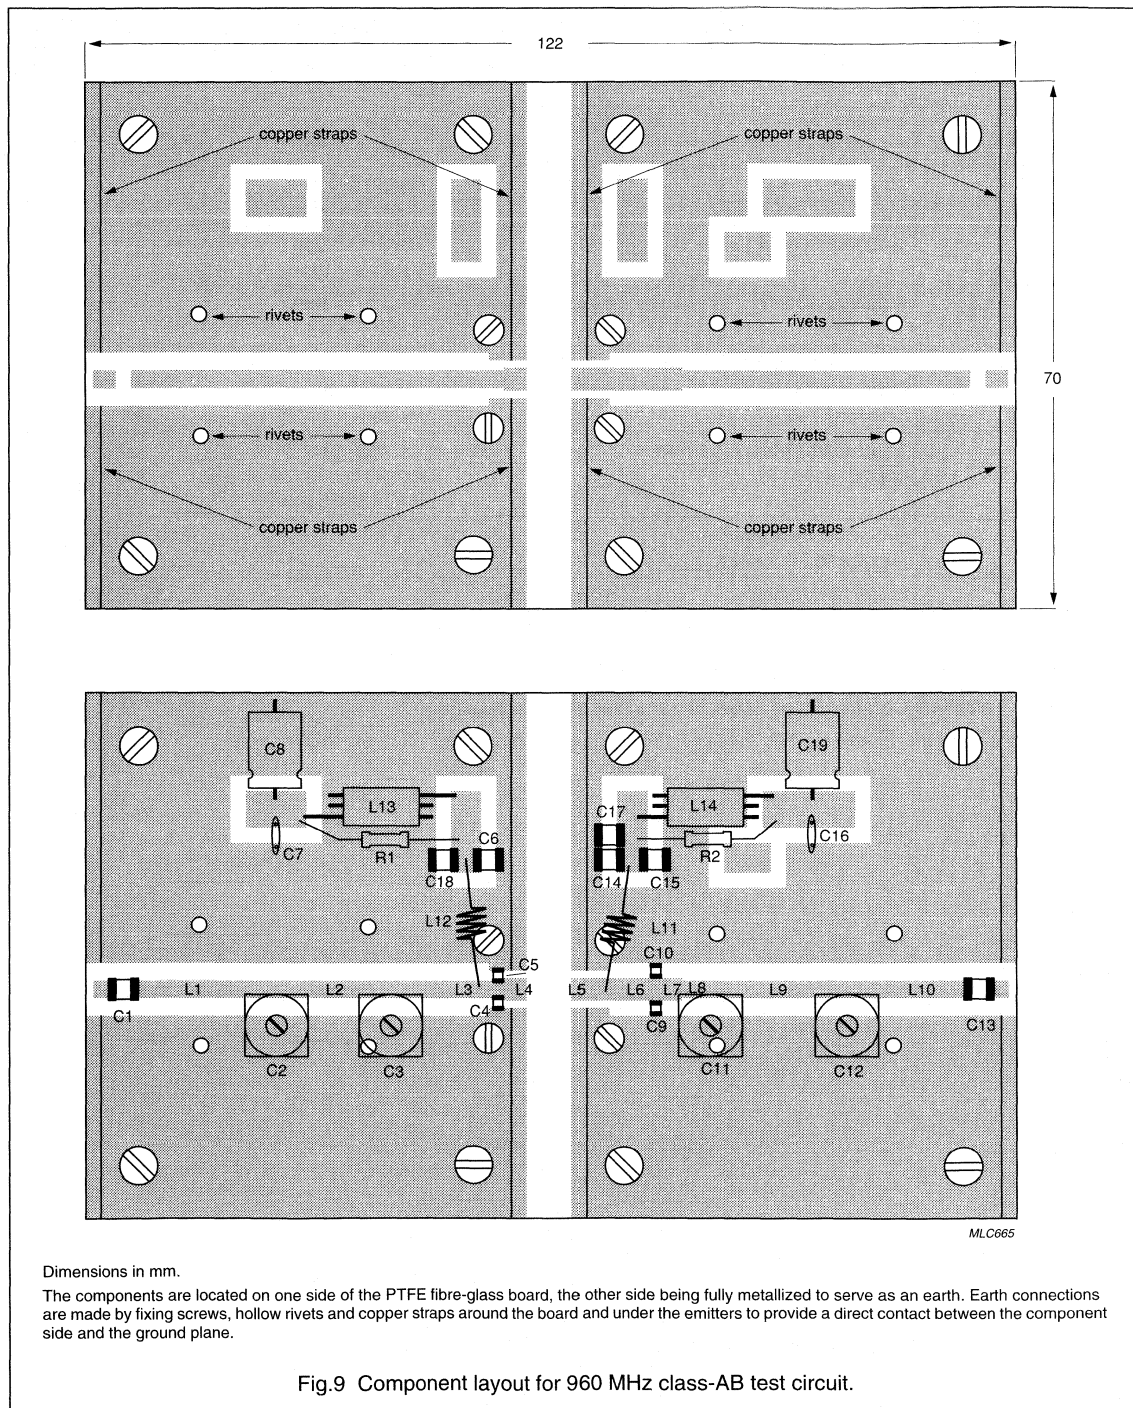 122
copper straps
copper straps
rivets
rivets
70
rivets
rivets
copper straps
copper straps
C8
C19
L13
L14
C17
C16
C7
R1
C6
R2
C18
C14
C15
L12
L11
C10
C5
L1
L2
L3
L4
L5
L6
L7
L8
L9
L10
C1
C4
C9
C13
C2
C3
C11
C12
MLC665
Dimensions in mm.
The components are located on one side of the PTFE fibre-glass board, the other side being fully metallized to serve as an earth. Earth connections
are made by fixing screws, hollow rivets and copper straps around the board and under the emitters to provide a direct contact between the component
side and the ground plane.
Fig.9 Component layout for 960 MHz class-AB test circuit.